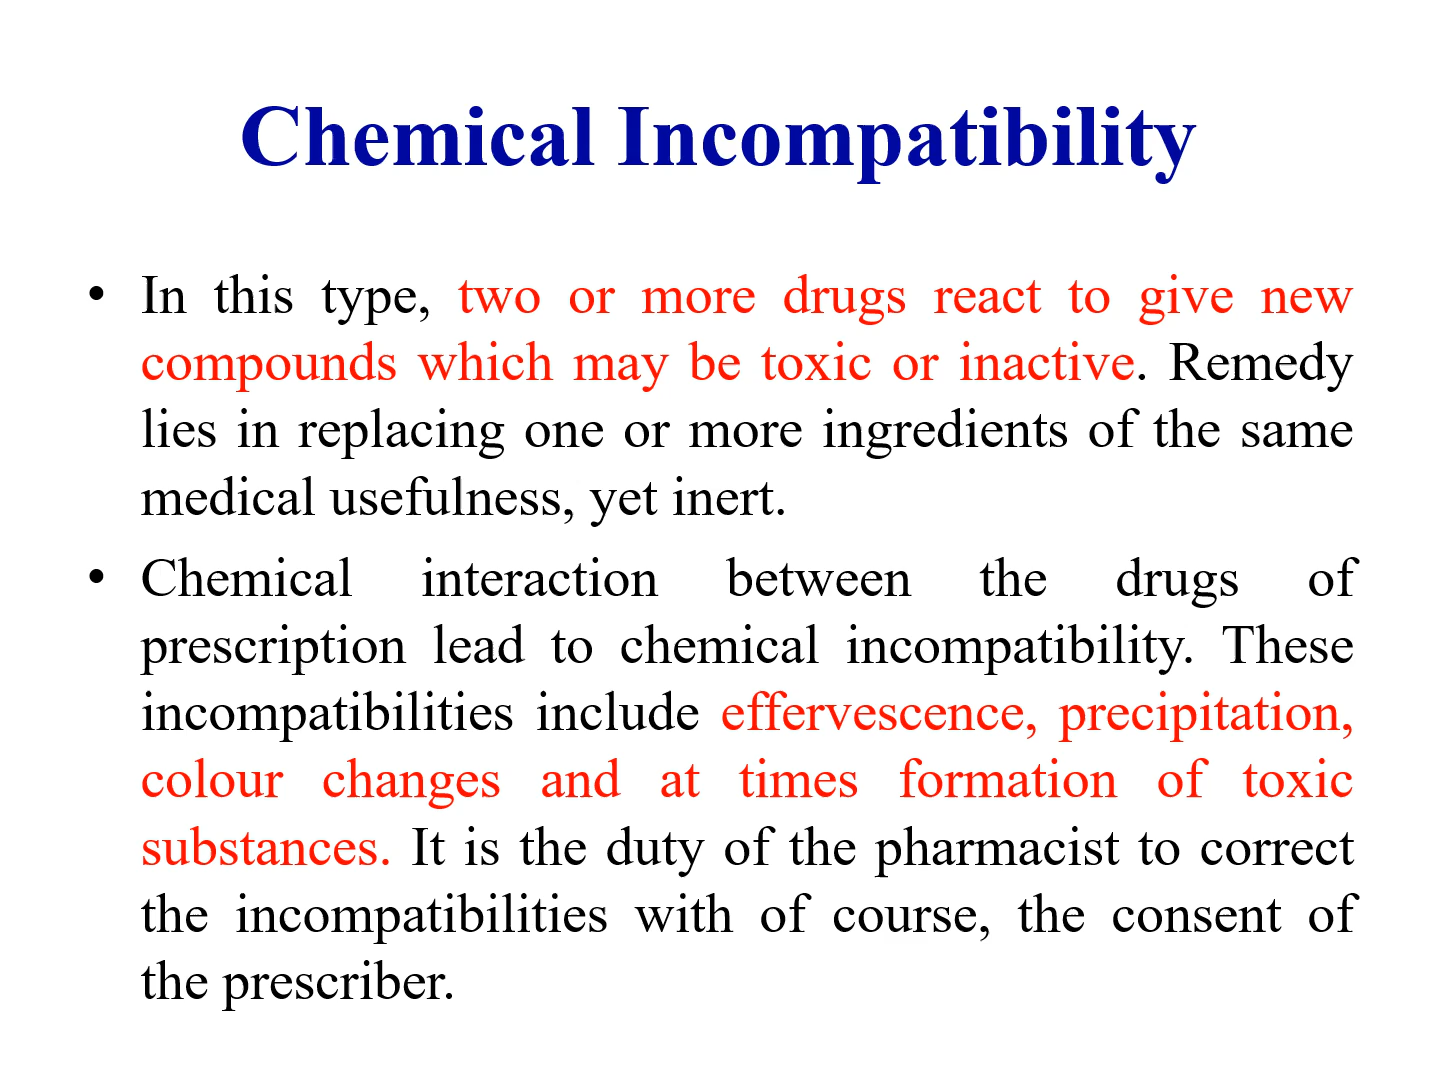 Chemical Incompatibility
• In this type, two or more drugs react to give new
compounds which may be toxic or inactive. Remedy
lies in replacing one or more ingredients of the same
medical usefulness, yet inert.
• Chemical interaction between the drugs of
prescription lead to chemical incompatibility. These
incompatibilities include effervescence, precipitation,
colour changes and at times formation of toxic
substances. It is the duty of the pharmacist to correct
the incompatibilities with of course, the consent of
the prescriber.